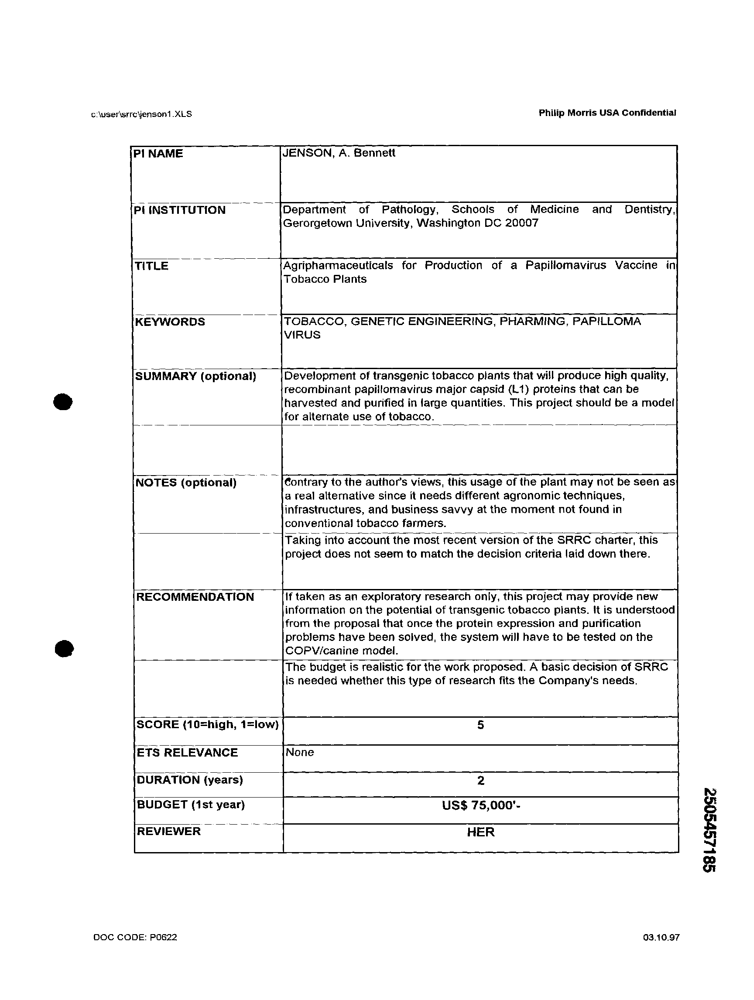 c:\user\srrc\jenson1.XLS
Philip Morris USA Confidential
PI NAME
JENSON, A. Bennett
PI INSTITUTION
Department of Pathology, Schools of Medicine and Dentistry,
Gerorgetown University, Washington DC 20007
TITLE
Agripharmaceuticals for Production of a Papillomavirus Vaccine in
Tobacco Plants
KEYWORDS
TOBACCO, GENETIC ENGINEERING, PHARMING, PAPILLOMA
VIRUS
SUMMARY (optional)
Development of transgenic tobacco plants that will produce high quality,
recombinant papillomavirus major capsid (L1) proteins that can be
harvested and purified in large quantities. This project should be a model
for alternate use of tobacco.
NOTES (optional)
Contrary to the author's views, this usage of the plant may not be seen as
a real alternative since it needs different agronomic techniques,
infrastructures, and business savvy at the moment not found in
conventional tobacco farmers.
Taking into account the most recent version of the SRRC charter, this
project does not seem to match the decision criteria laid down there.
RECOMMENDATION
If taken as an exploratory research only, this project may provide new
information on the potential of transgenic tobacco plants. It is understood
from the proposal that once the protein expression and purification
problems have been solved, the system will have to be tested on the
COPV/canine model.
The budget is realistic for the work proposed. A basic decision of SRRC
is needed whether this type of research fits the Company's needs.
SCORE (10=high, 1=low)
5
ETS RELEVANCE
None
DURATION (years)
2
BUDGET (1st year)
US$ 75,000'-
REVIEWER
HER
2505457185
DOC CODE: P0622
03.10.97